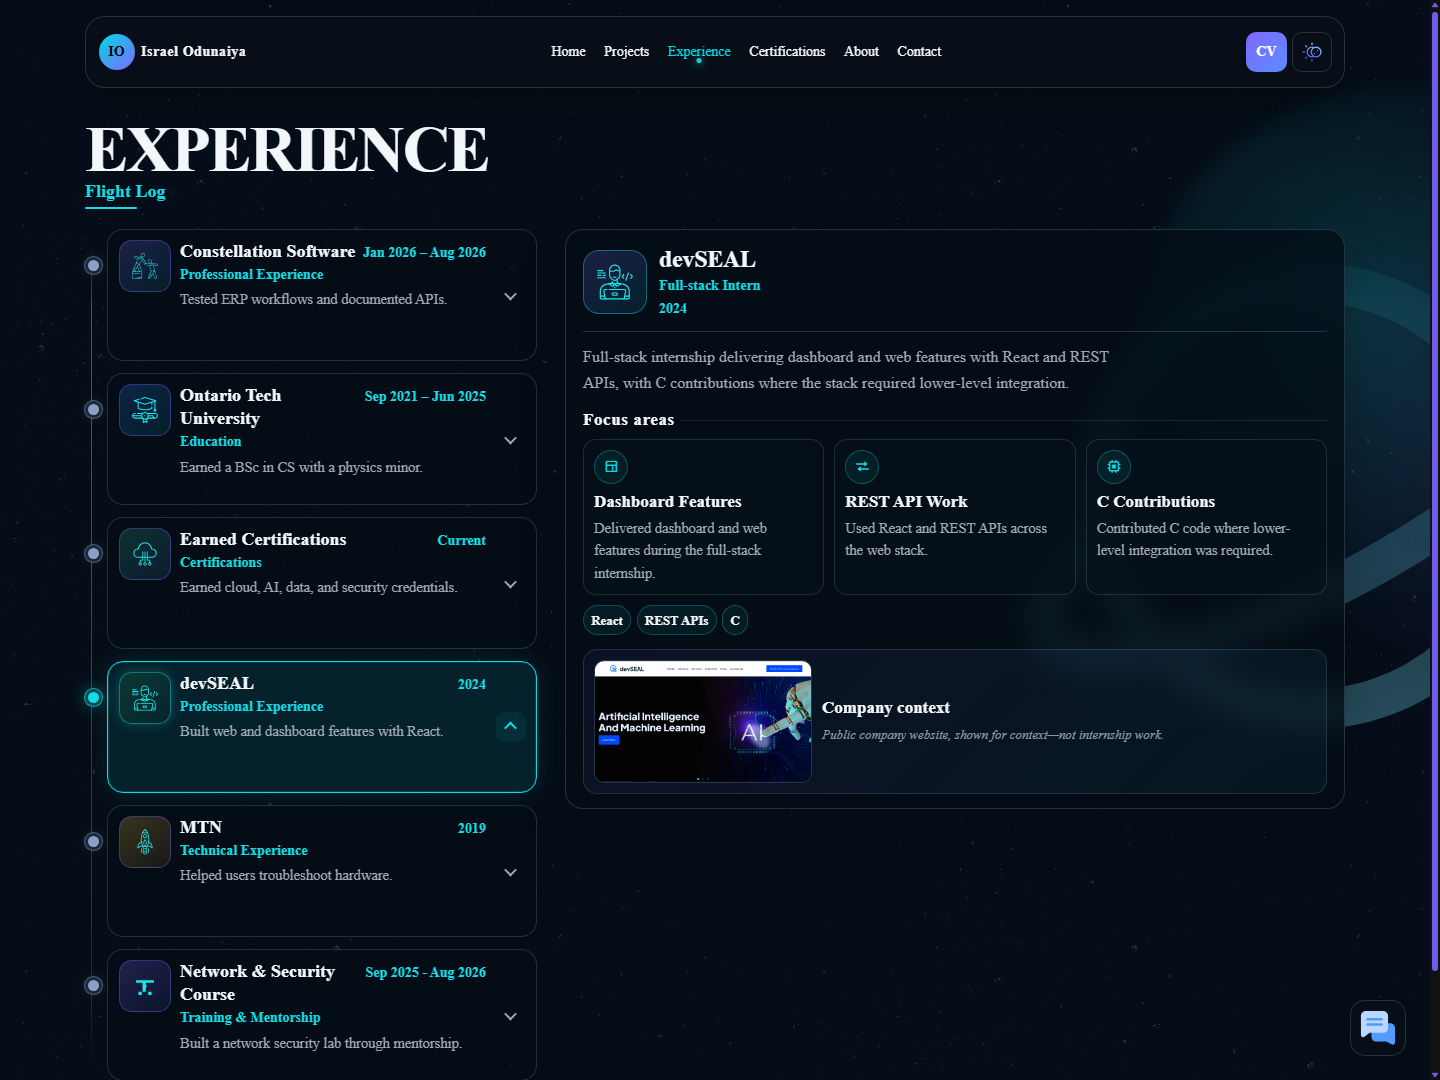 IO Israel Odunaiya
Home Projects Experience Certifications About Contact
CV
EXPERIENCE
Flight Log
Constellation Software Jan 2026 – Aug 2026
Professional Experience
Tested ERP workflows and documented APIs.
Ontario Tech University Sep 2021 – Jun 2025
Education
Earned a BSc in CS with a physics minor.
Earned Certifications Current
Certifications
Earned cloud, AI, data, and security credentials.
devSEAL 2024
Professional Experience
Built web and dashboard features with React.
MTN 2019
Technical Experience
Helped users troubleshoot hardware.
Network & Security Course Sep 2025 - Aug 2026
Training & Mentorship
Built a network security lab through mentorship.
devSEAL
Full-stack Intern
2024
Full-stack internship delivering dashboard and web features with React and REST
APIs, with C contributions where the stack required lower-level integration.
Focus areas
Dashboard Features
Delivered dashboard and web
features during the full-stack
internship.
REST API Work
Used React and REST APIs across
the web stack.
C Contributions
Contributed C code where lower-
level integration was required.
React REST APIs C
devSEAL
Artificial Intelligence
And Machine Learning
AI
Company context
Public company website, shown for context—not internship work.